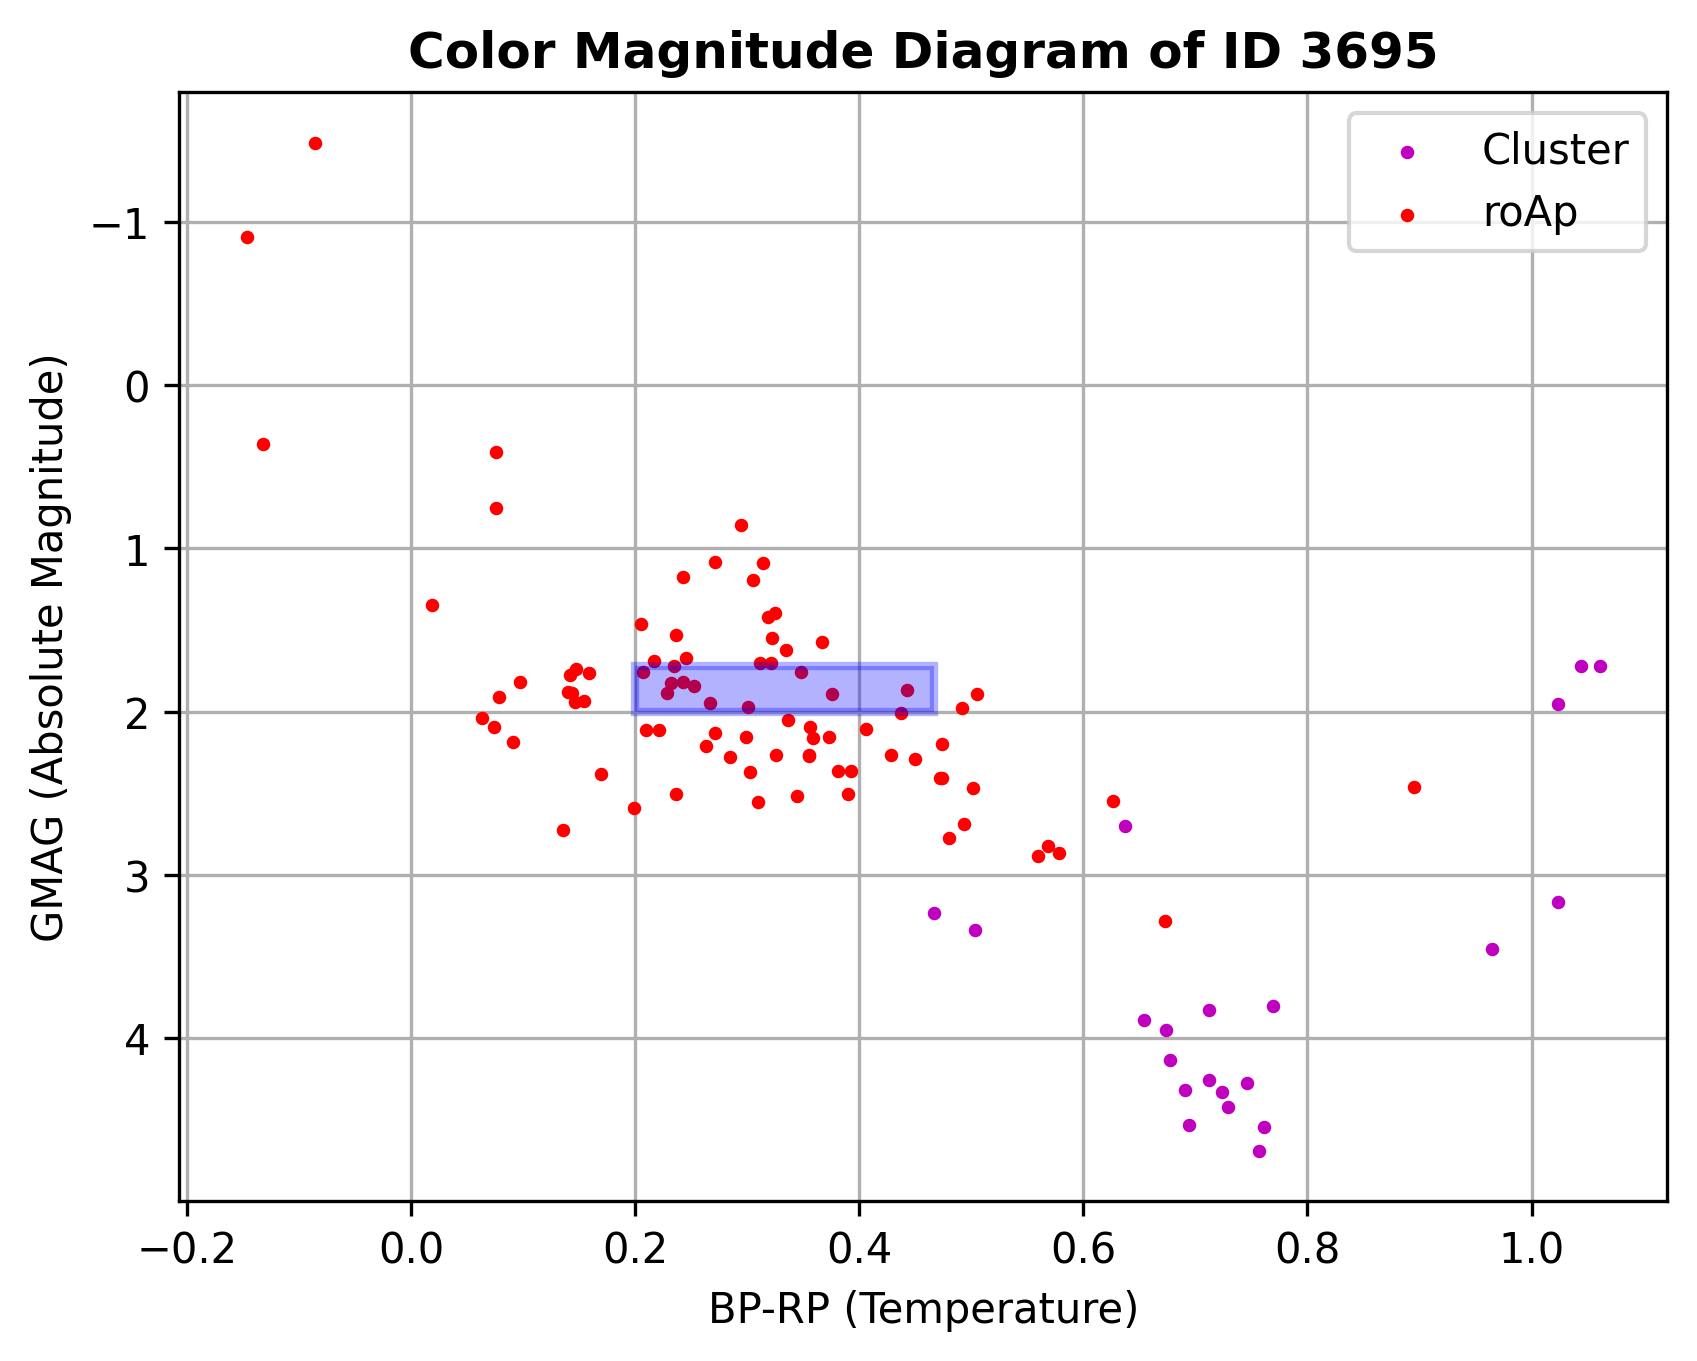 Color Magnitude Diagram of ID 3695
Cluster
roAp
−1
0
1
2
3
4
GMAG (Absolute Magnitude)
−0.2 0.0 0.2 0.4 0.6 0.8 1.0
BP-RP (Temperature)